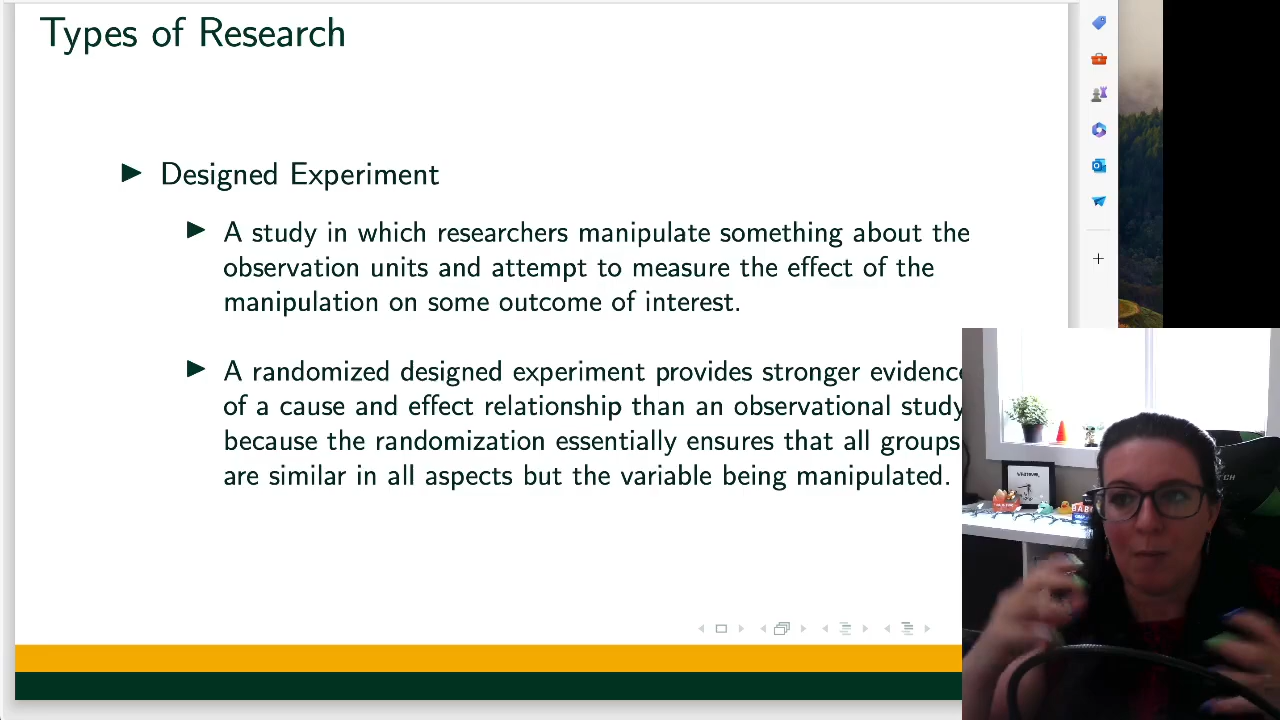 Types of Research
Designed Experiment
A study in which researchers manipulate something about the
observation units and attempt to measure the effect of the
manipulation on some outcome of interest.
A randomized designed experiment provides stronger evidence
of a cause and effect relationship than an observational study
because the randomization essentially ensures that all groups
are similar in all aspects but the variable being manipulated.